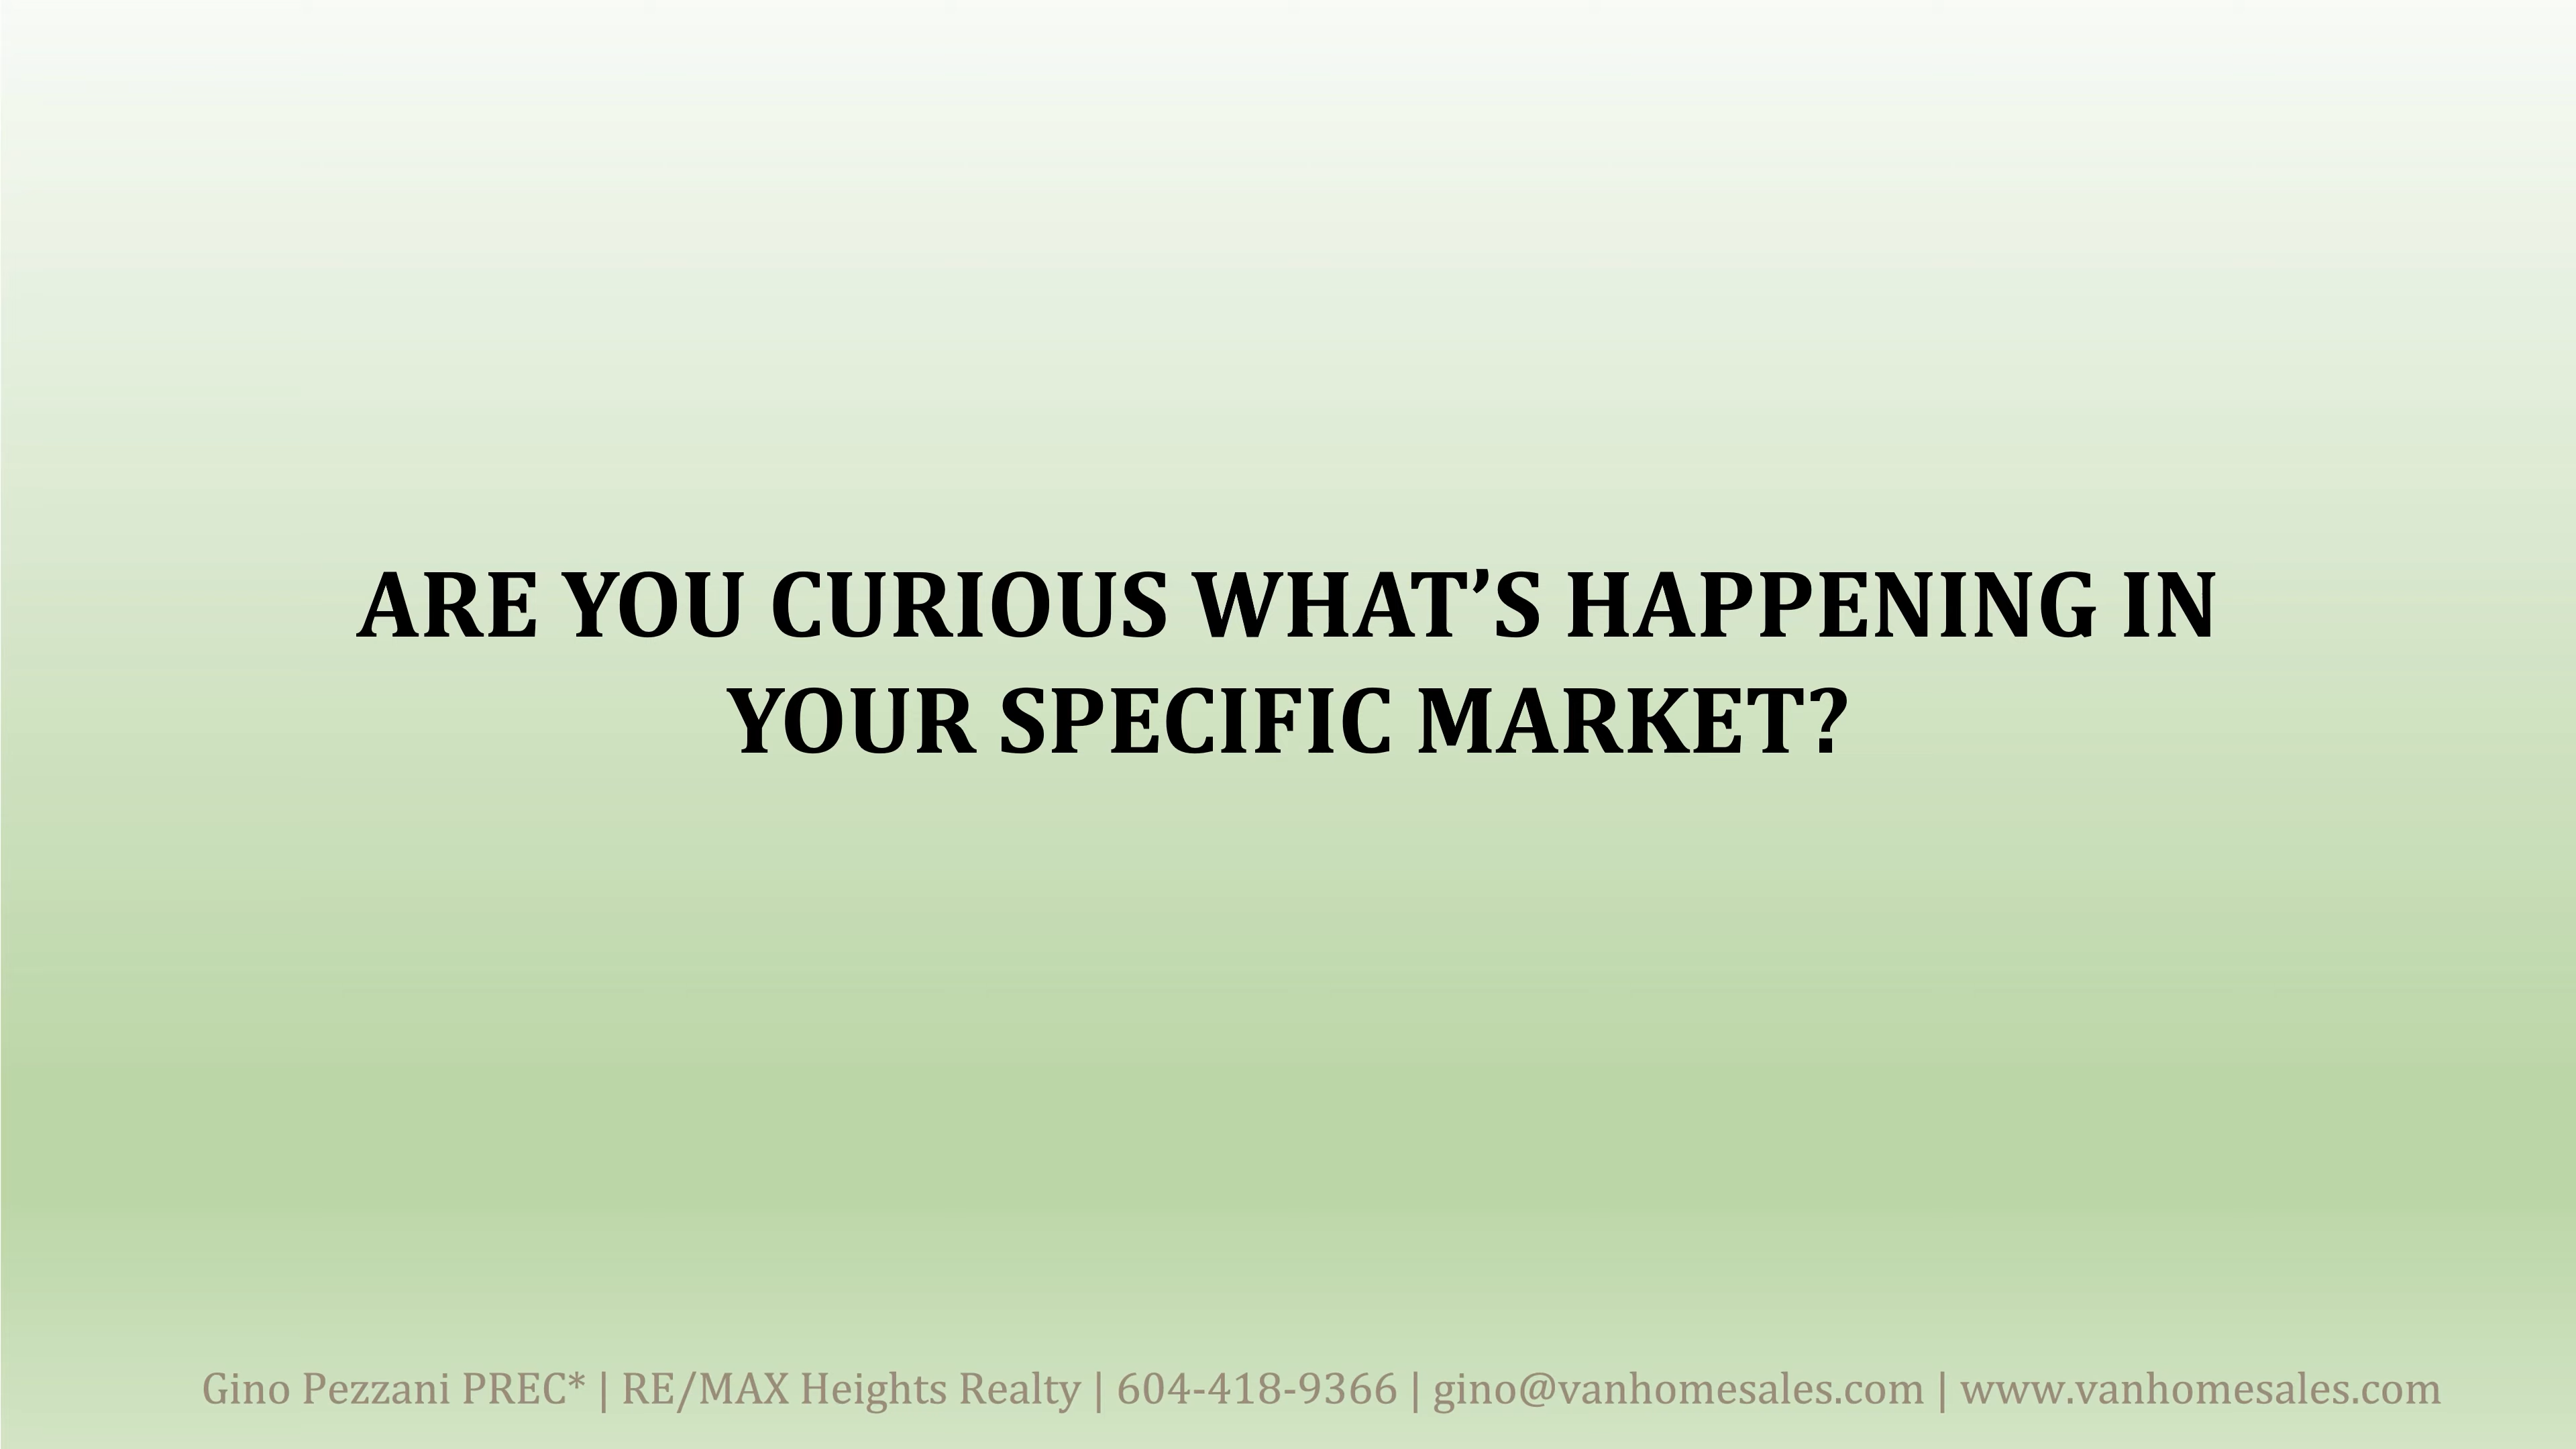 ARE YOU CURIOUS WHAT’S HAPPENING IN
YOUR SPECIFIC MARKET?
Gino Pezzani PREC* | RE/MAX Heights Realty | 604-418-9366 | gino@vanhomesales.com | www.vanhomesales.com